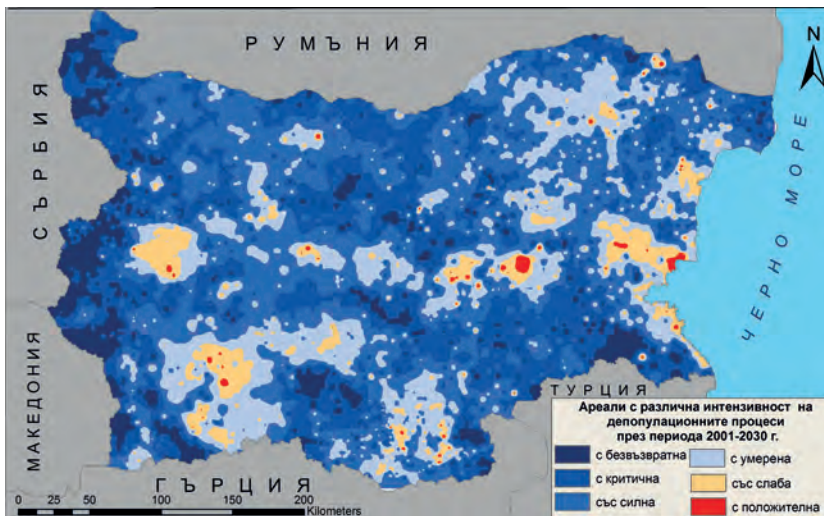 РУМЪНИЯ
N
СЪРБИЯ
ЧЕРНО МОРЕ
МАКЕДОНИЯ
ТУРЦИЯ
ГЪРЦИЯ
Ареали с различна интензивност на
депопулационните процеси
през периода 2001-2030 г.
с безвъзвратна
с умерена
с критична
със слаба
със силна
с положителна
0 25 50 100 150 200
Kilometers